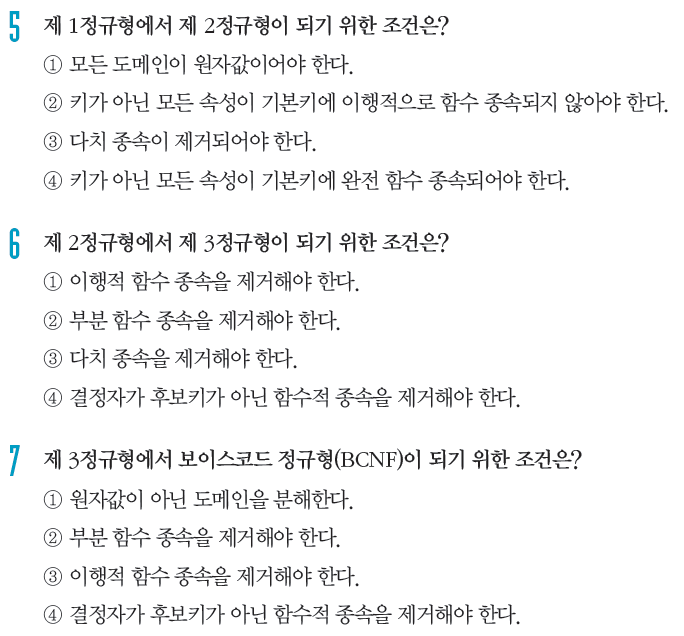 5 제 1정규형에서 제 2정규형이 되기 위한 조건은?
① 모든 도메인이 원자값이어야 한다.
② 키가 아닌 모든 속성이 기본키에 이행적으로 함수 종속되지 않아야 한다.
③ 다치 종속이 제거되어야 한다.
④ 키가 아닌 모든 속성이 기본키에 완전 함수 종속되어야 한다.
6 제 2정규형에서 제 3정규형이 되기 위한 조건은?
① 이행적 함수 종속을 제거해야 한다.
② 부분 함수 종속을 제거해야 한다.
③ 다치 종속을 제거해야 한다.
④ 결정자가 후보키가 아닌 함수적 종속을 제거해야 한다.
7 제 3정규형에서 보이스코드 정규형(BCNF)이 되기 위한 조건은?
① 원자값이 아닌 도메인을 분해한다.
② 부분 함수 종속을 제거해야 한다.
③ 이행적 함수 종속을 제거해야 한다.
④ 결정자가 후보키가 아닌 함수적 종속을 제거해야 한다.